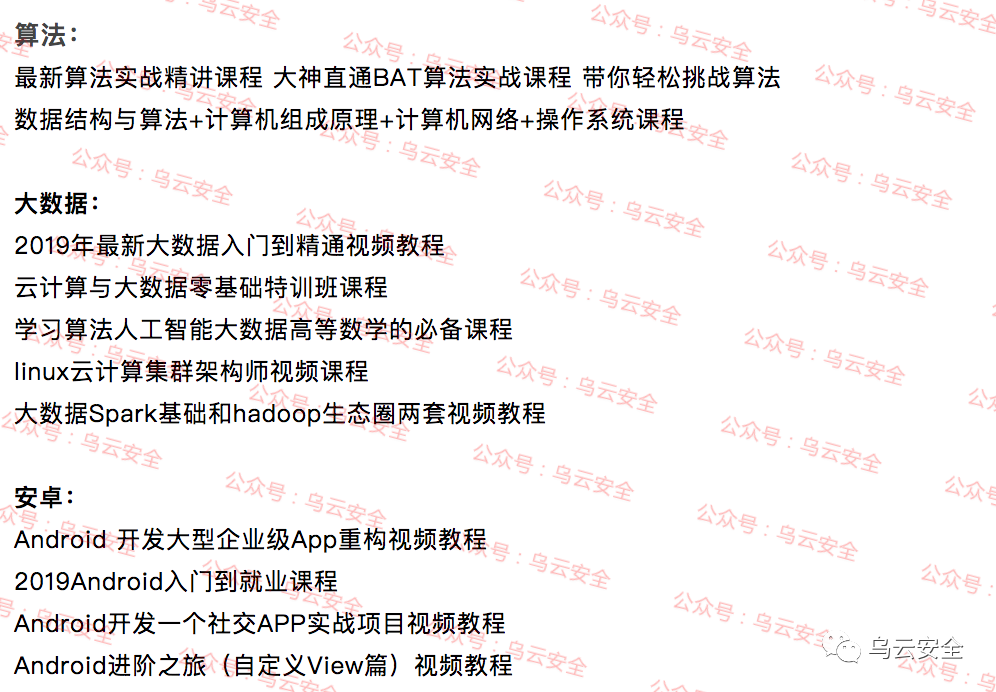 算法：
最新算法实战精讲课程 大神直通BAT算法实战课程 带你轻松挑战算法
数据结构与算法+计算机组成原理+计算机网络+操作系统课程
大数据：
2019年最新大数据入门到精通视频教程
云计算与大数据零基础特训班课程
学习算法人工智能大数据高等数学的必备课程
linux云计算集群架构师视频课程
大数据Spark基础和hadoop生态圈两套视频教程
安卓：
Android 开发大型企业级App重构视频教程
2019Android入门到就业课程
Android开发一个社交APP实战项目视频教程
Android进阶之旅（自定义View篇）视频教程
公众号：乌云安全
乌云安全